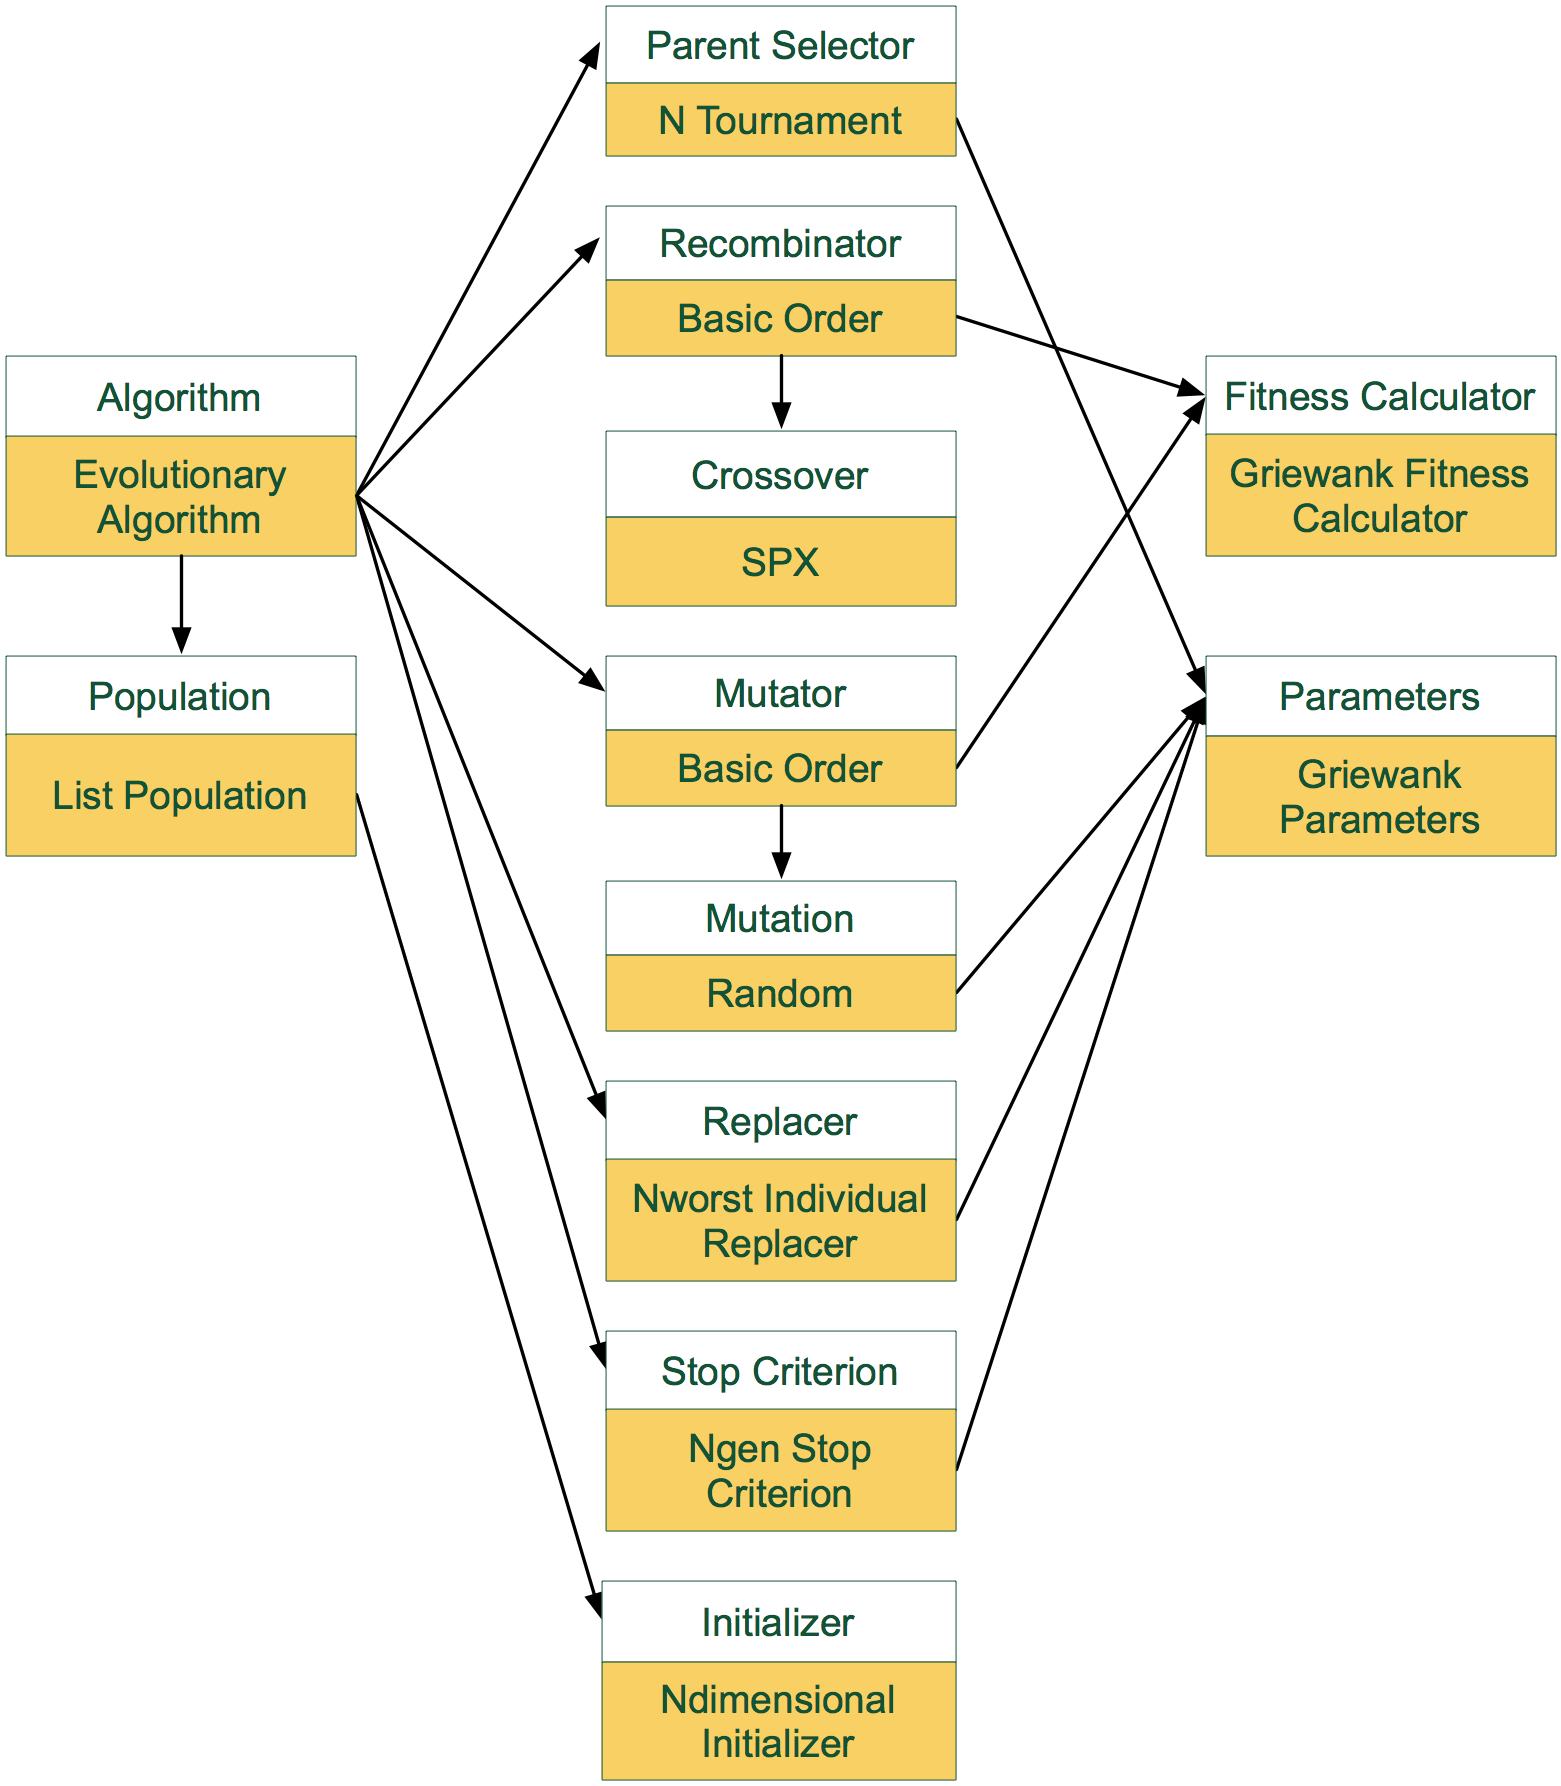 Algorithm
Evolutionary
Algorithm
Population
List Population
Parent Selector
N Tournament
Recombinator
Basic Order
Crossover
SPX
Mutator
Basic Order
Mutation
Random
Replacer
Nworst Individual
Replacer
Stop Criterion
Ngen Stop
Criterion
Initializer
Ndimensional
Initializer
Fitness Calculator
Griewank Fitness
Calculator
Parameters
Griewank
Parameters